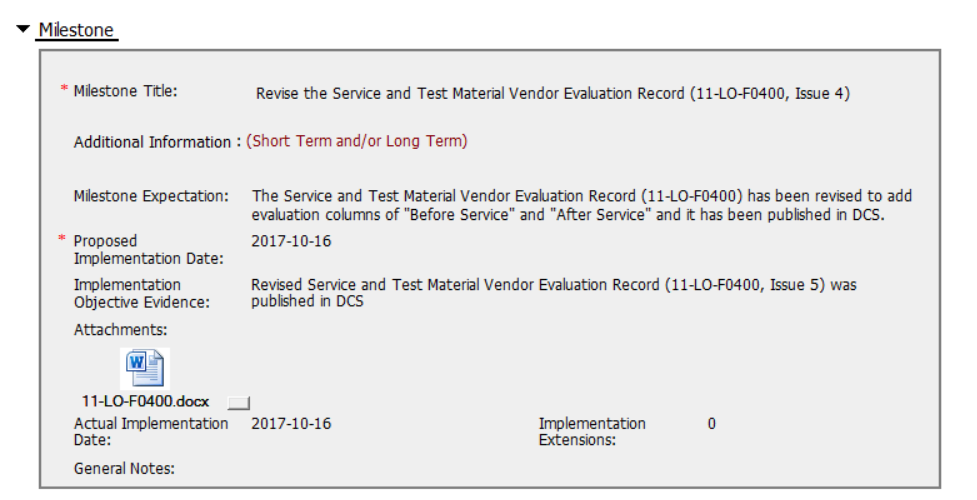 Milestone
* Milestone Title: Revise the Service and Test Material Vendor Evaluation Record (11-LO-F0400, Issue 4)
Additional Information : (Short Term and/or Long Term)
Milestone Expectation: The Service and Test Material Vendor Evaluation Record (11-LO-F0400) has been revised to add
evaluation columns of "Before Service" and "After Service" and it has been published in DCS.
* Proposed 2017-10-16
Implementation Date:
Implementation Revised Service and Test Material Vendor Evaluation Record (11-LO-F0400, Issue 5) was
Objective Evidence: published in DCS
Attachments:
W
11-LO-F0400.docx
Actual Implementation 2017-10-16 Implementation 0
Date: Extensions:
General Notes: